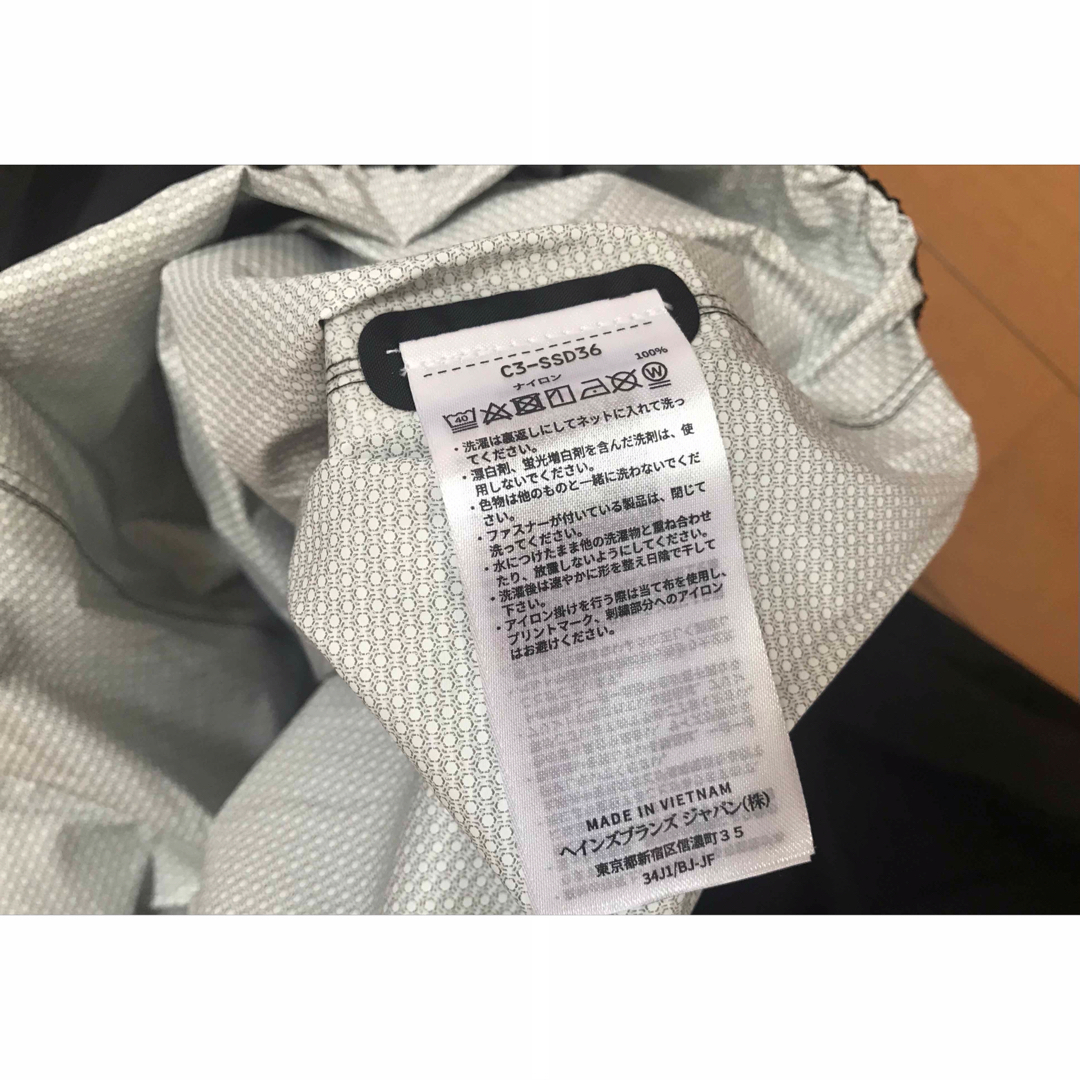 C3-SSD36
ナイロン 100%
40
W
・洗濯は裏返しにしてネットに入れて洗っ
てください。
・漂白剤、蛍光増白剤を含んだ洗剤は、使
用しないでください。
・色物は他のものと一緒に洗わないでくだ
さい。
・ファスナーが付いている製品は、閉じて
洗ってください。
・水につけたまま他の洗濯物と重ね合わせ
たり、放置しないようにしてください。
・洗濯後は速やかに形を整え日陰で干して
下さい。
・アイロン掛けを行う際は当て布を使用し、
プリントマーク、刺繍部分へのアイロン
はお避けください。
MADE IN VIETNAM
ヘインズブランズ ジャパン(株)
東京都新宿区信濃町３５
34J1/BJ-JF